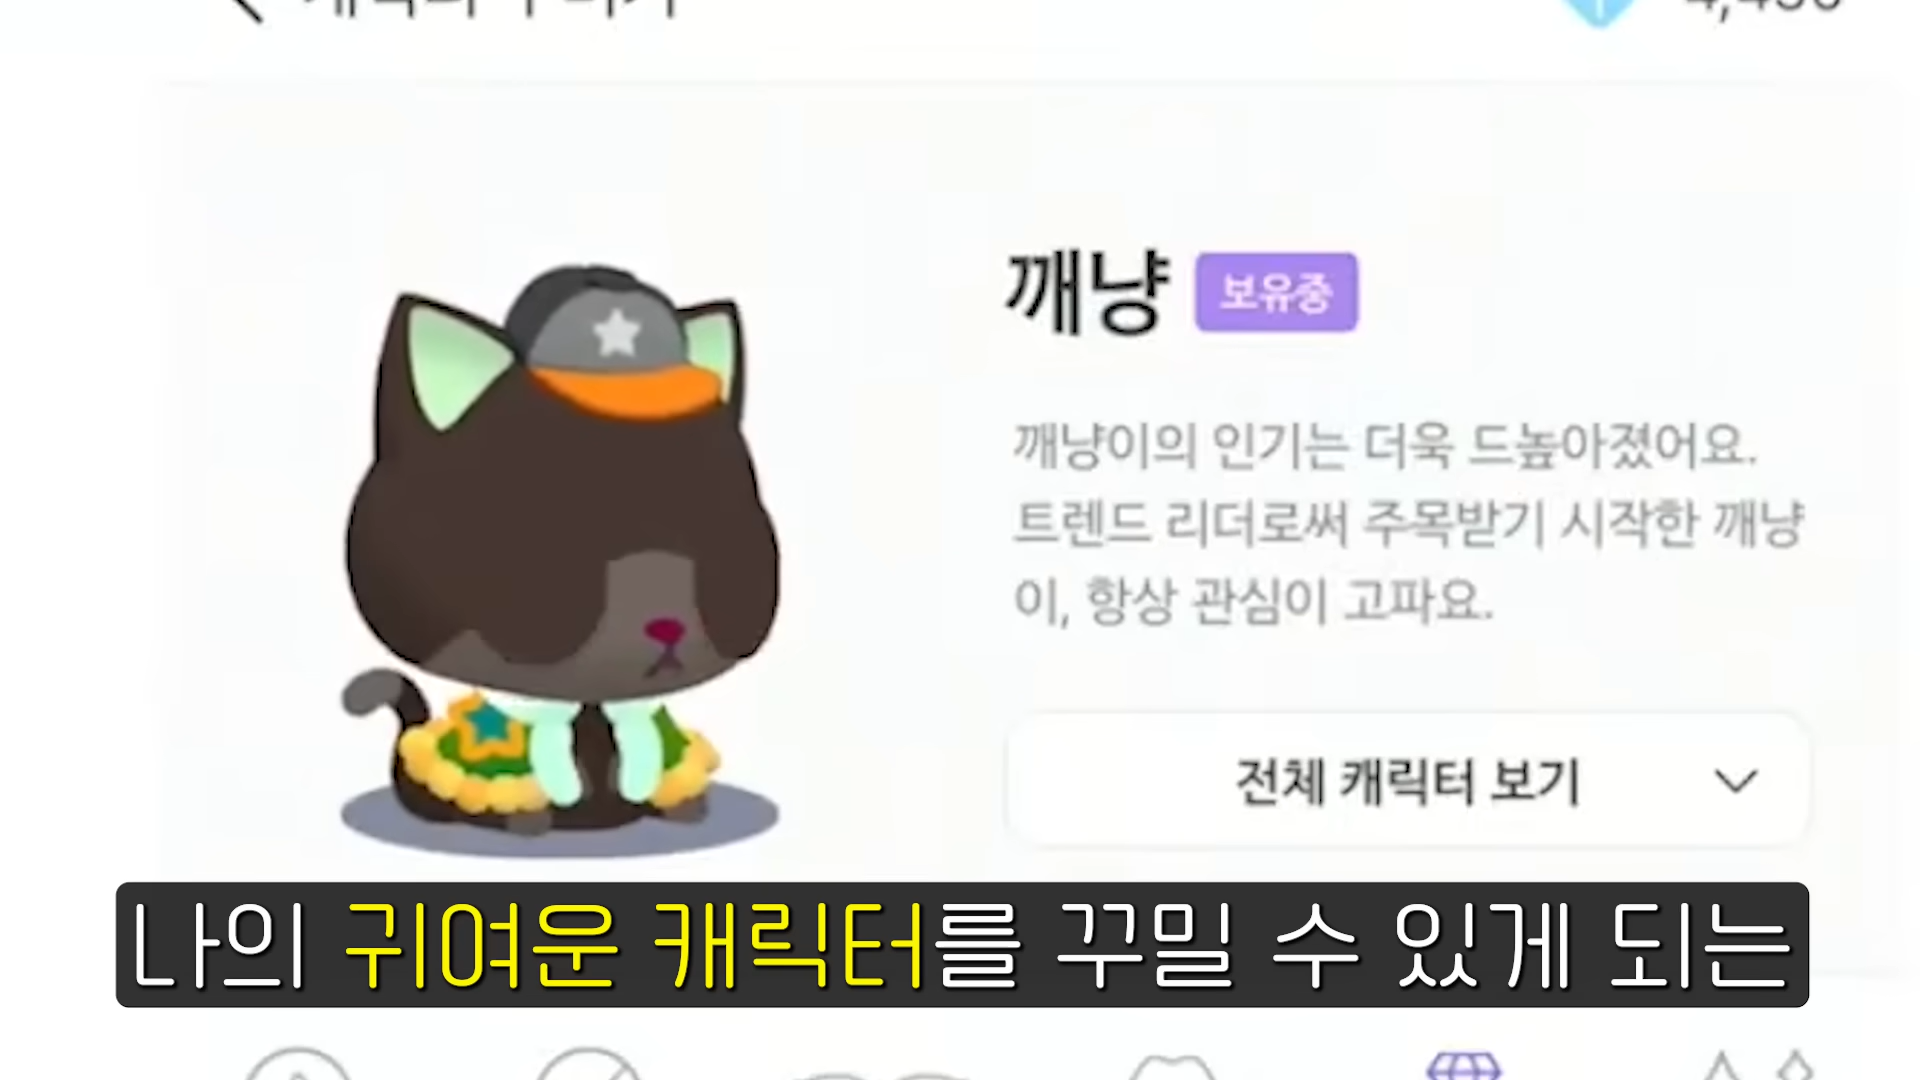 깨냥 보유중
깨냥이의 인기는 더욱 드높아졌어요.
트렌드 리더로써 주목받기 시작한 깨냥
이, 항상 관심이 고파요.
전체 캐릭터 보기
나의 귀여운 캐릭터를 꾸밀 수 있게 되는